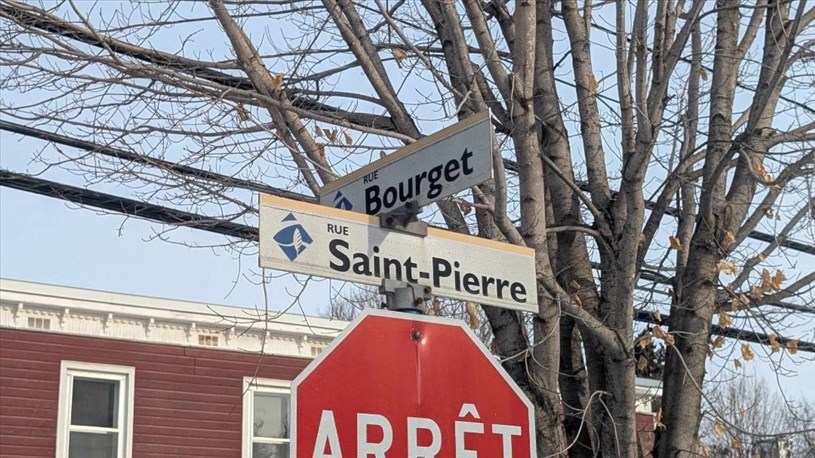 RUE
Bourget
RUE
Saint-Pierre
ARRÊT